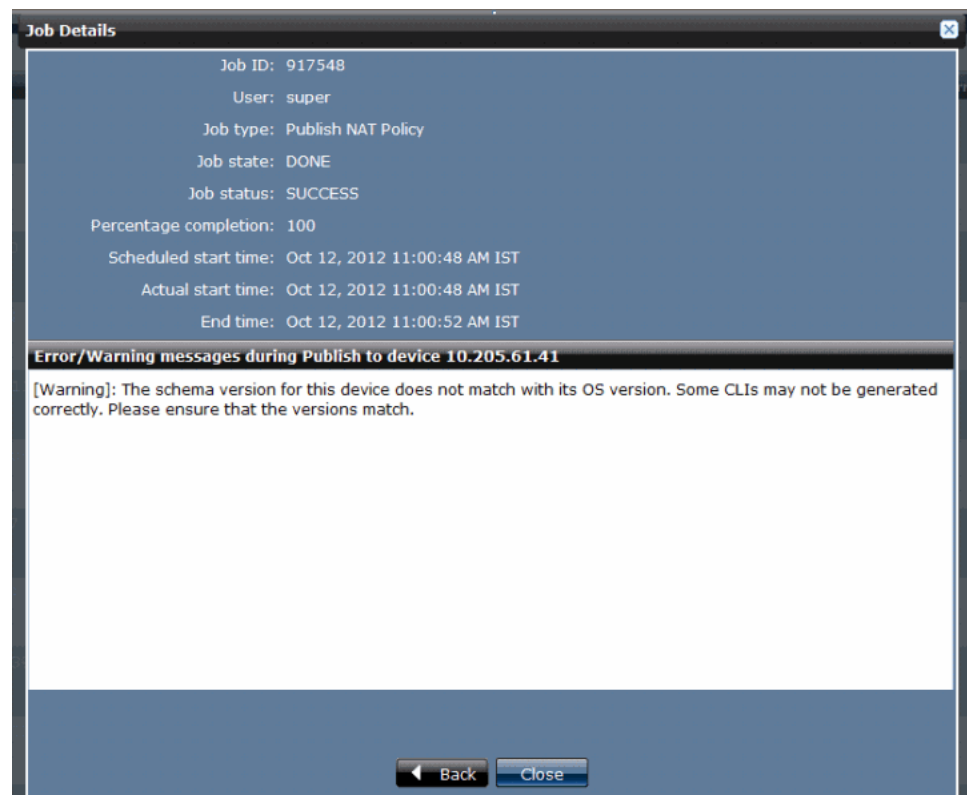 Job Details
Job ID: 917548
User: super
Job type: Publish NAT Policy
Job state: DONE
Job status: SUCCESS
Percentage completion: 100
Scheduled start time: Oct 12, 2012 11:00:48 AM IST
Actual start time: Oct 12, 2012 11:00:48 AM IST
End time: Oct 12, 2012 11:00:52 AM IST
Error/Warning messages during Publish to device 10.205.61.41
[Warning]: The schema version for this device does not match with its OS version. Some CLIs may not be generated
correctly. Please ensure that the versions match.
Back Close